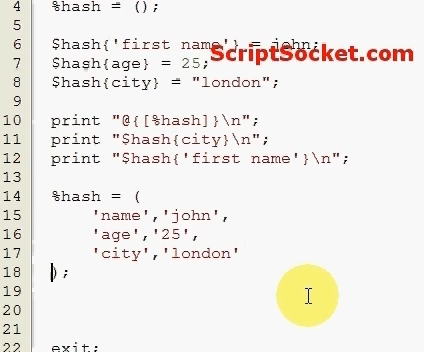 4 %hash = ();
5
6 $hash{'first name'} = john;
ScriptSocket.com
7 $hash{age} = 25;
8 $hash{city} = "london";
9
10 print "@{[%hash]}\n";
11 print "$hash{city}\n";
12 print "$hash{'first name'}\n";
13
14 %hash = (
15 'name','john',
16 'age','25',
17 'city','london'
18 );
19
20
21
22 exit;